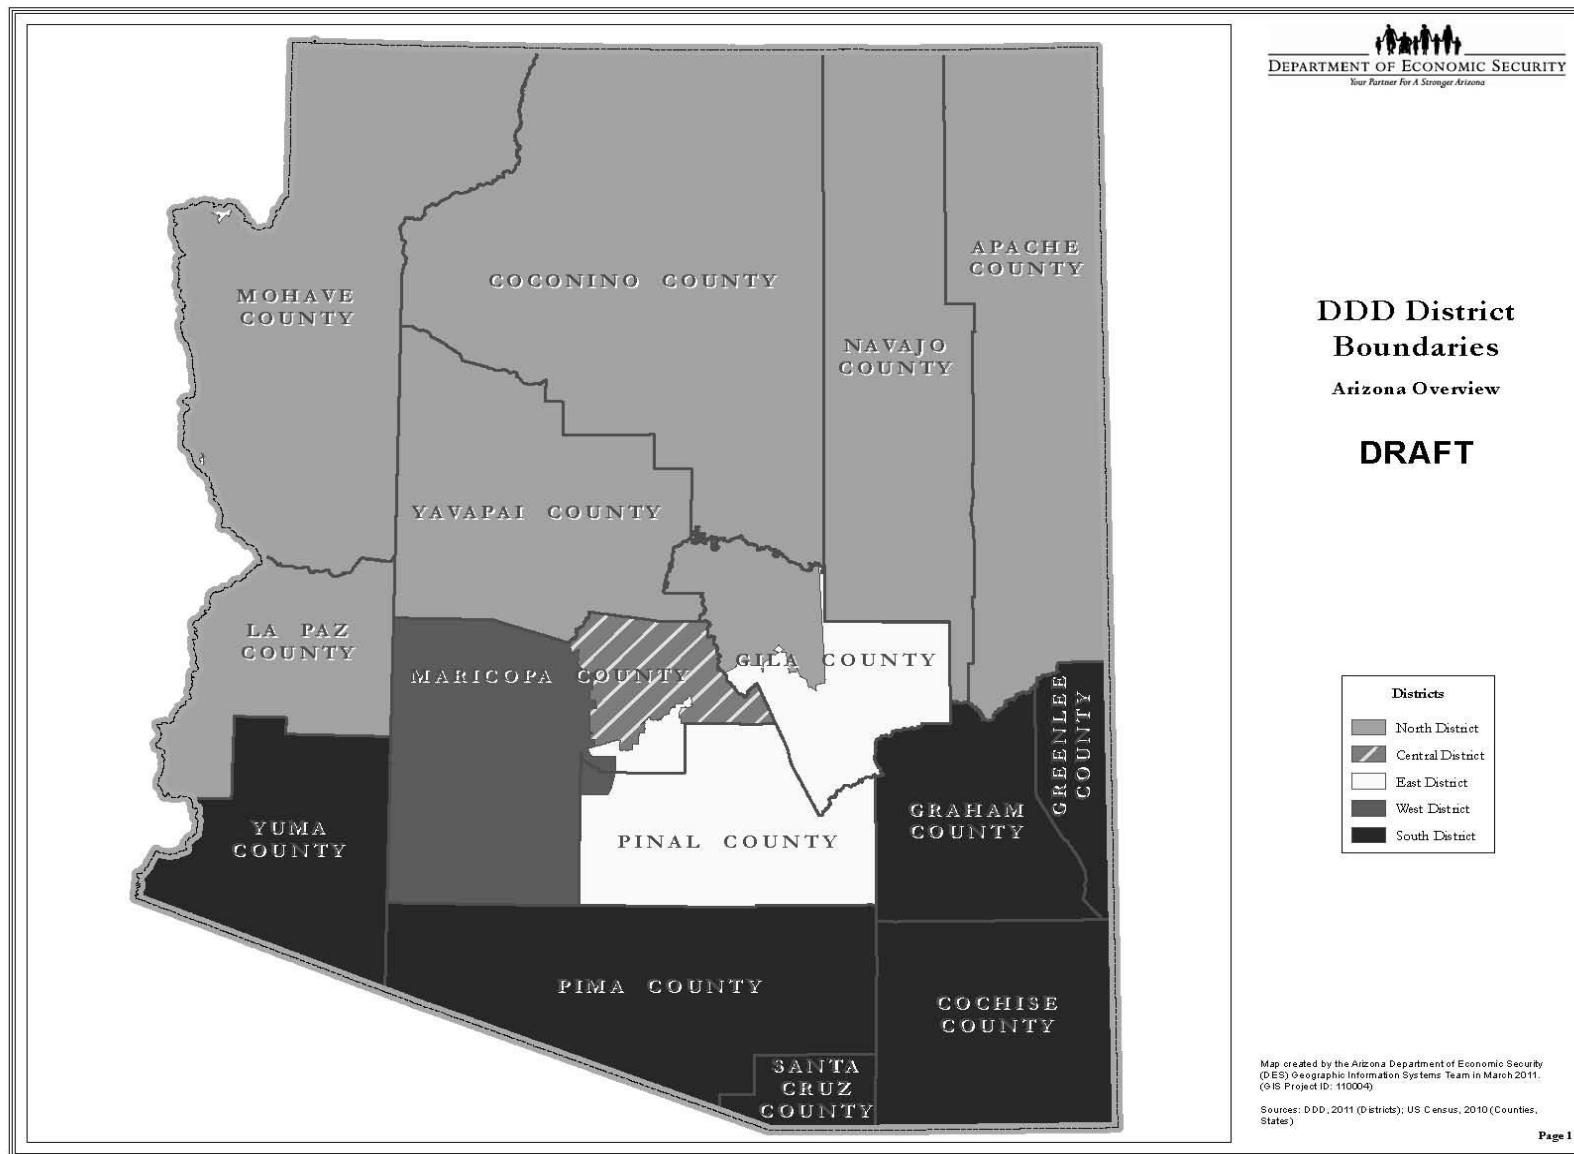 DEPARTMENT OF ECONOMIC SECURITY
Your Partner For A Stronger Arizona
DDD District
Boundaries
Arizona Overview
DRAFT
MOHAVE
COUNTY
COCONINO COUNTY
APACHE
COUNTY
NAVAJO
COUNTY
YAVAPAI COUNTY
LA PAZ
COUNTY
MARICOPA COUNTY
GILA COUNTY
GREENLEE
COUNTY
YUMA
COUNTY
PINAL COUNTY
GRAHAM
COUNTY
PIMA COUNTY
COCHISE
COUNTY
SANTA
CRUZ
COUNTY
Districts
North District
Central District
East District
West District
South District
Map created by the Arizona Department of Economic Security
(DES) Geographic Information Systems Team in March 2011.
(GIS Project ID: 110004)
Sources: DDD, 2011 (Districts); US Census, 2010 (Counties,
States)
Page 1